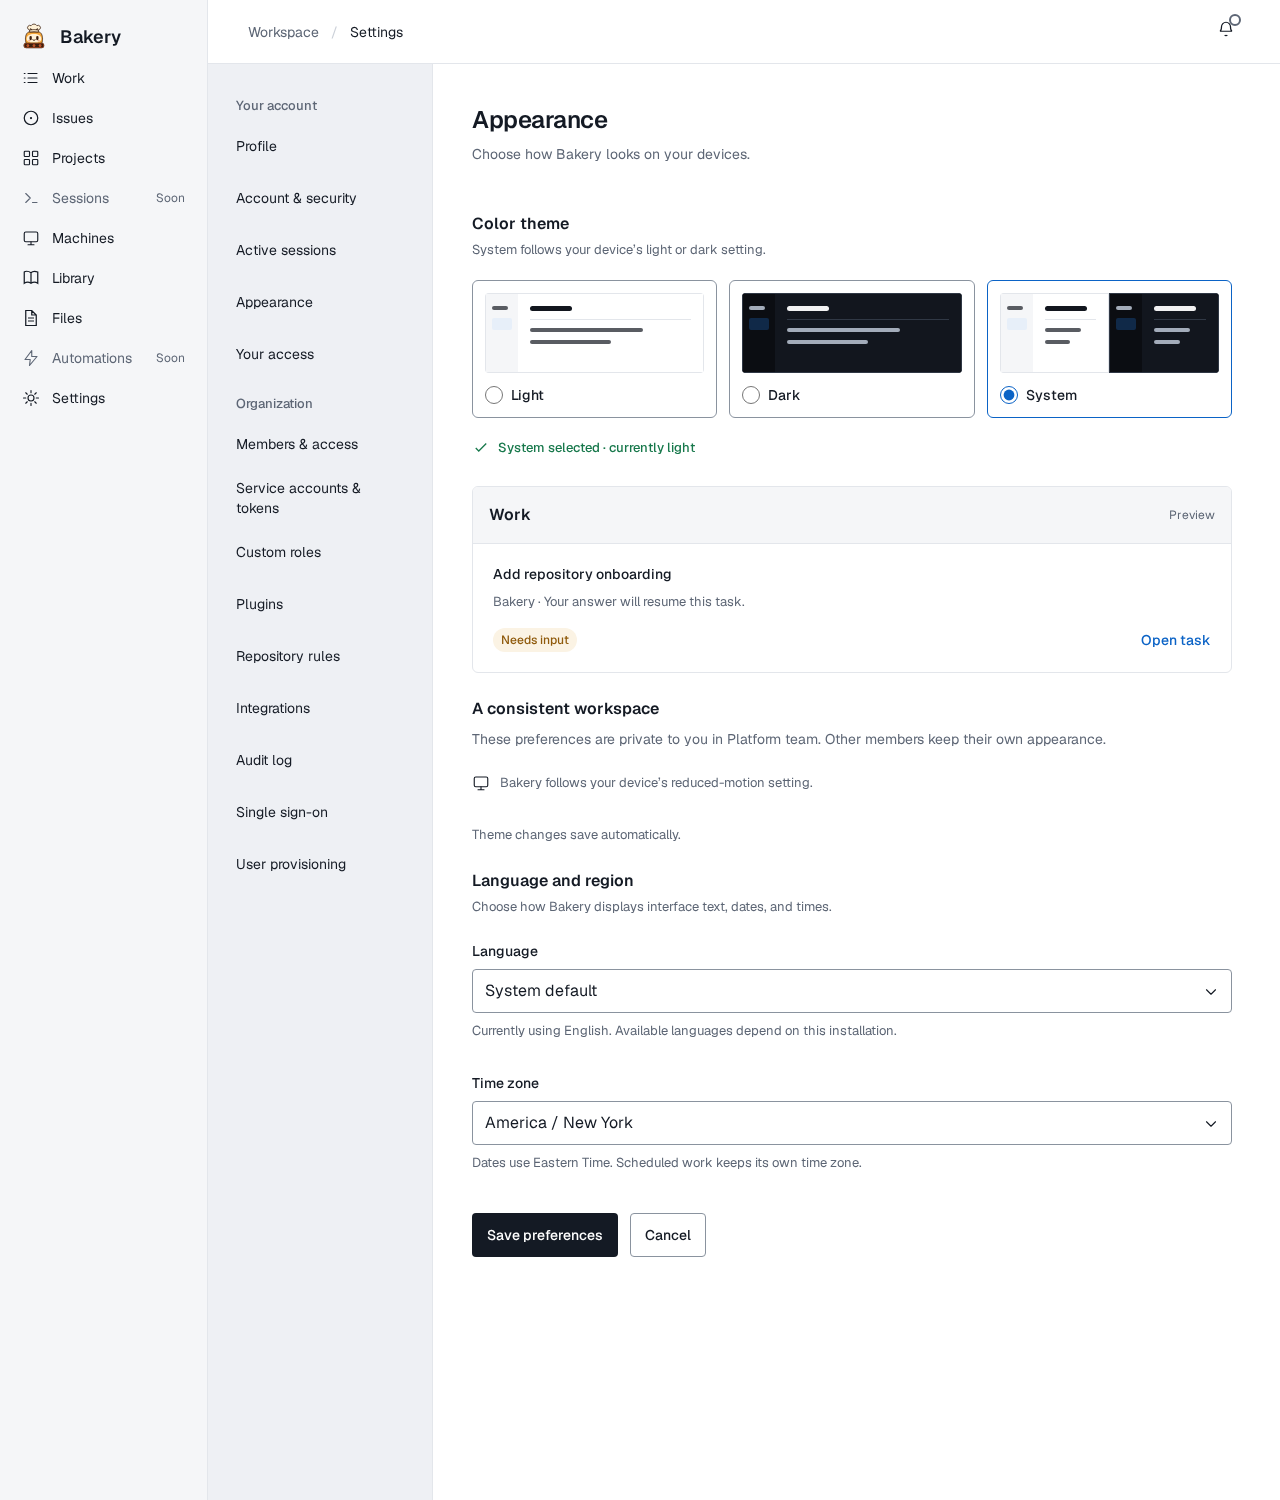 Bakery
Work
Issues
Projects
Sessions Soon
Machines
Library
Files
Automations Soon
Settings
Workspace / Settings
Your account
Profile
Account & security
Active sessions
Appearance
Your access
Organization
Members & access
Service accounts &
tokens
Custom roles
Plugins
Repository rules
Integrations
Audit log
Single sign-on
User provisioning
Appearance
Choose how Bakery looks on your devices.
Color theme
System follows your device’s light or dark setting.
Light
Dark
System
System selected · currently light
Work
Preview
Add repository onboarding
Bakery · Your answer will resume this task.
Needs input
Open task
A consistent workspace
These preferences are private to you in Platform team. Other members keep their own appearance.
Bakery follows your device’s reduced-motion setting.
Theme changes save automatically.
Language and region
Choose how Bakery displays interface text, dates, and times.
Language
System default
Currently using English. Available languages depend on this installation.
Time zone
America / New York
Dates use Eastern Time. Scheduled work keeps its own time zone.
Save preferences
Cancel